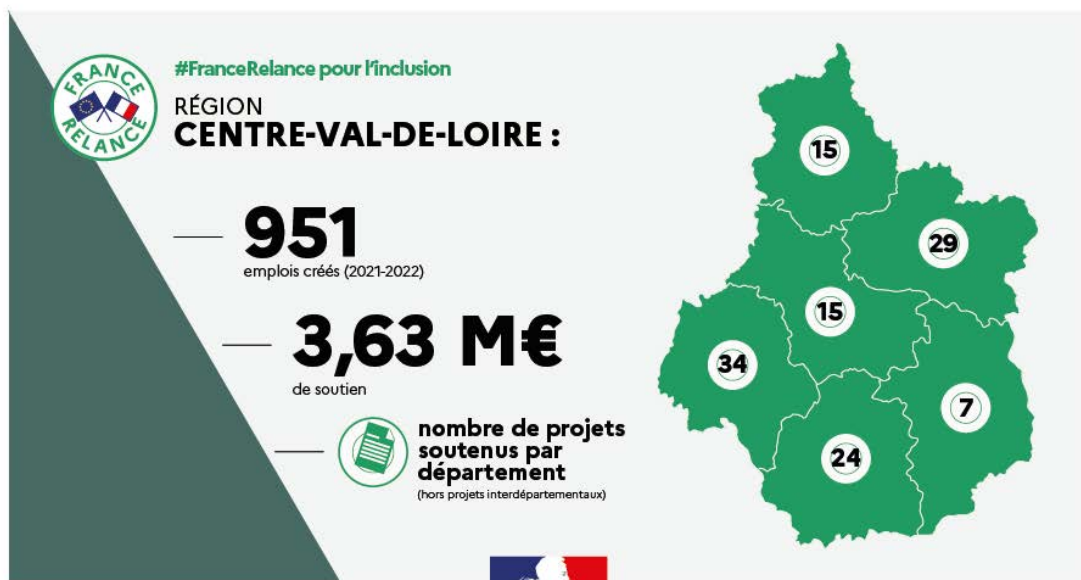 FRANCE
RELANCE
#FranceRelance pour l'inclusion
RÉGION
CENTRE-VAL-DE-LOIRE :
951
emplois créés (2021-2022)
3,63 M€
de soutien
nombre de projets
soutenus par
département
(hors projets interdépartementaux)
15
29
15
34
7
24